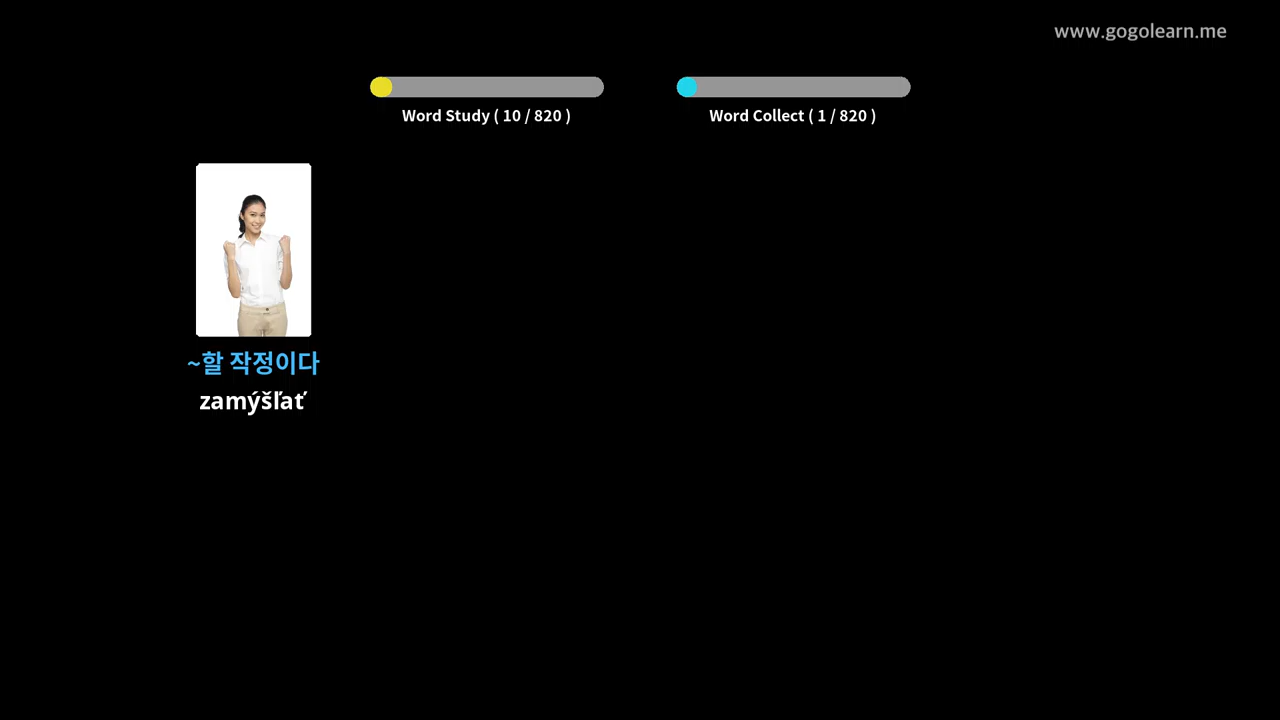 www.gogolearn.me
Word Study ( 10 / 820 )
Word Collect ( 1 / 820 )
~할 작정이다
zamýšľať